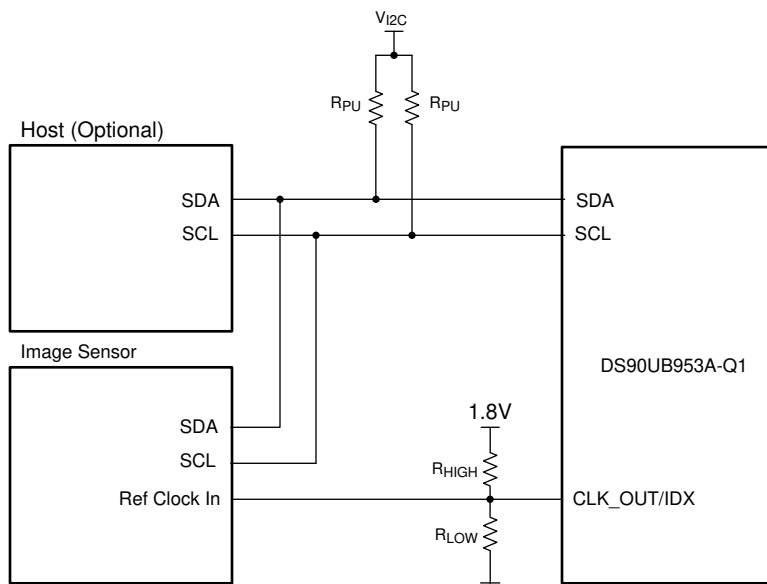 VI2C
RPU
RPU
Host (Optional)
SDA
SCL
SDA
SCL
Image Sensor
DS90UB953A-Q1
SDA
SCL
Ref Clock In
1.8V
RHIGH
CLK_OUT/IDX
RLOW